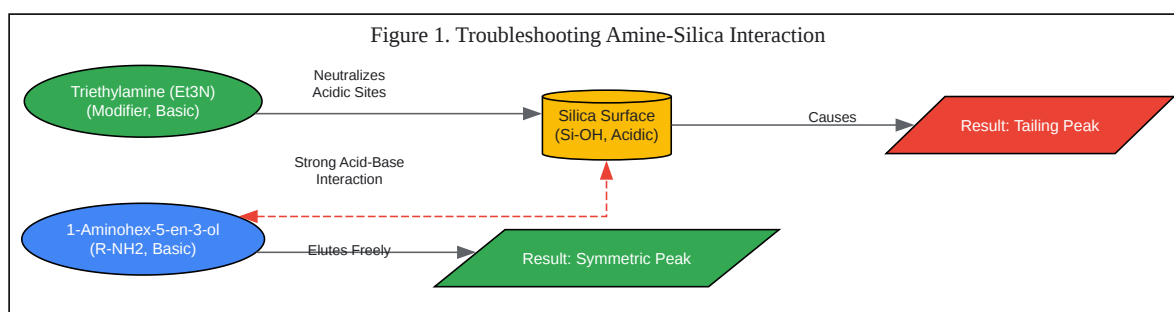 Figure 1. Troubleshooting Amine-Silica Interaction
Triethylamine (Et3N)
(Modifier, Basic)
Neutralizes
Acidic Sites
Silica Surface
(Si-OH, Acidic)
Causes
Result: Tailing Peak
Strong Acid-Base
Interaction
1-Aminohex-5-en-3-ol
(R-NH2, Basic)
Elutes Freely
Result: Symmetric Peak